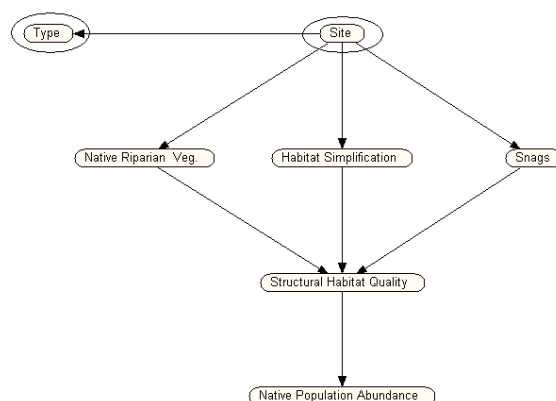 Type
Site
Native Riparian Veg.
Habitat Simplification
Snags
Structural Habitat Quality
Native Population Abundance